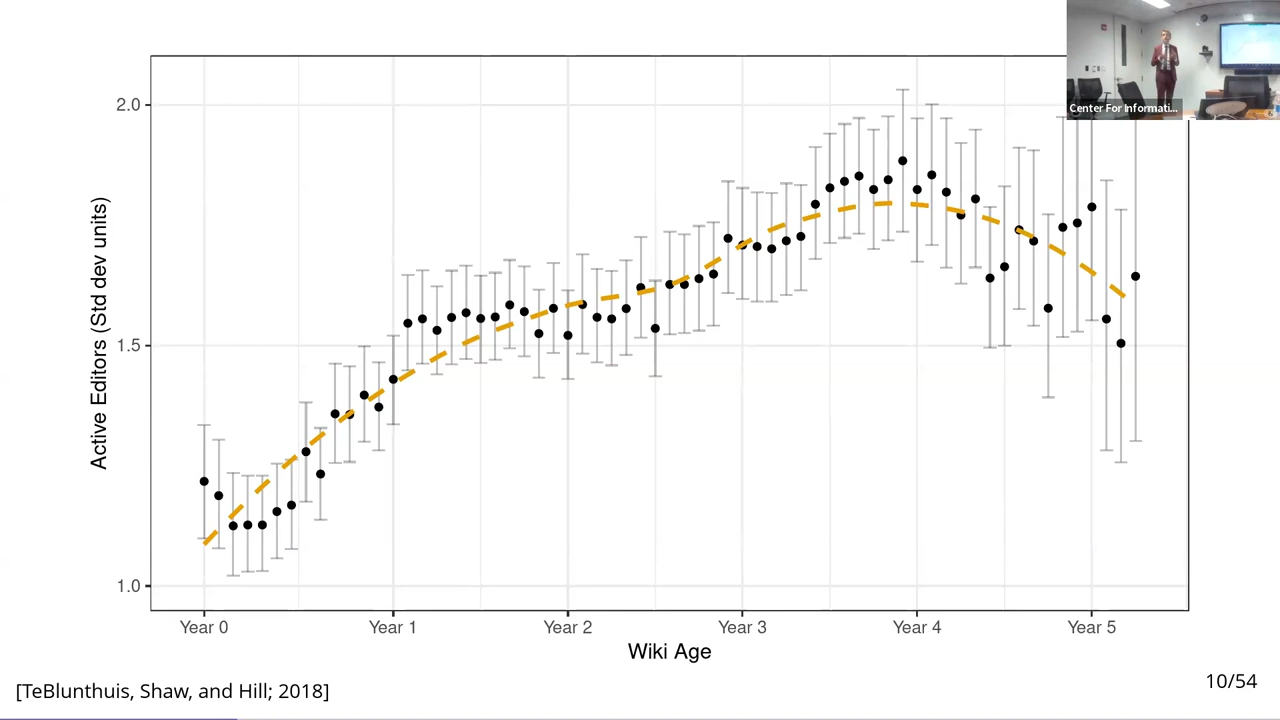 Center For Informati...
2.0
1.5
1.0
Active Editors (Std dev units)
Year 0 Year 1 Year 2 Year 3 Year 4 Year 5
Wiki Age
[TeBlunthuis, Shaw, and Hill; 2018]
10/54